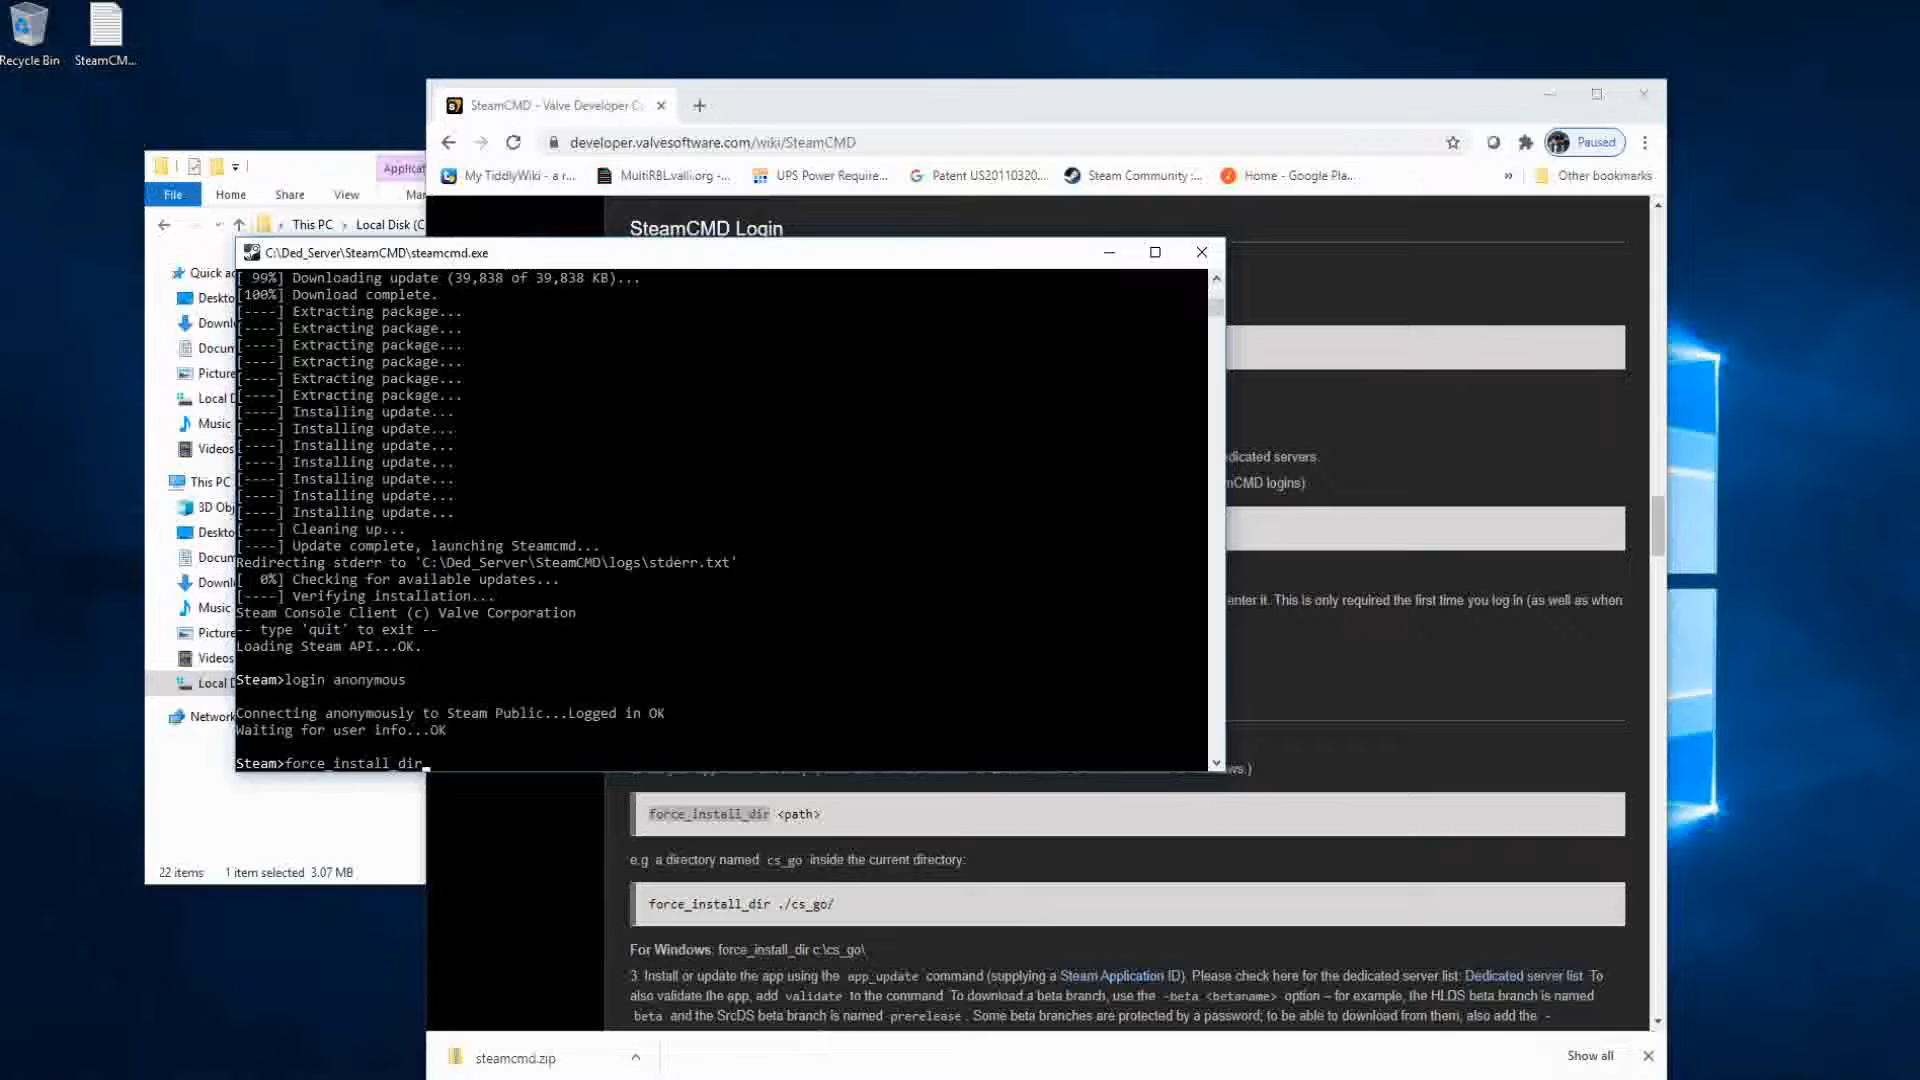 Recycle Bin
SteamCM...
SteamCMD - Valve Developer C
developer.valvesoftware.com/wiki/SteamCMD
Paused
My TiddlyWiki - a r...
MultiRBL.valli.org -...
UPS Power Require...
Patent US20110320....
Steam Community :...
Home - Google Pla...
»
Other bookmarks
Applicat
File
Home
Share
View
Ma
This PC
Local Disk (C
Quick ac
Deskto
Downl
Docum
Picture
Local D
Music
Videos
This PC
3D Obj
Deskto
Docum
Downl
Music
Picture
Videos
Local D
Network
22 items
1 item selected 3.07 MB
SteamCMD Login
C:\Ded_Server\SteamCMD\steamcmd.exe
[ 99%] Downloading update (39,838 of 39,838 KB)...
[100%] Download complete.
[----] Extracting package...
[----] Extracting package...
[----] Extracting package...
[----] Extracting package...
[----] Extracting package...
[----] Extracting package...
[----] Installing update...
[----] Installing update...
[----] Installing update...
[----] Installing update...
[----] Installing update...
[----] Installing update...
[----] Installing update...
[----] Cleaning up...
[----] Update complete, launching Steamcmd...
Redirecting stderr to 'C:\Ded_Server\SteamCMD\logs\stderr.txt'
[  0%] Checking for available updates...
[----] Verifying installation...
Steam Console Client (c) Valve Corporation
-- type 'quit' to exit --
Loading Steam API...OK.
Steam>login anonymous
Connecting anonymously to Steam Public...Logged in OK
Waiting for user info...OK
Steam>force_install_dir
dicated servers.
mCMD logins)
enter it. This is only required the first time you log in (as well as when
ws.)
force_install_dir <path>
e.g. a directory named cs_go inside the current directory:
force_install_dir ./cs_go/
For Windows: force_install_dir c:\cs_go\
3. Install or update the app using the app_update command (supplying a Steam Application ID). Please check here for the dedicated server list: Dedicated server list. To
also validate the app, add validate to the command. To download a beta branch, use the -beta <betaname> option – for example, the HLDS beta branch is named
beta and the SrcDS beta branch is named prerelease . Some beta branches are protected by a password; to be able to download from them, also add the -
steamcmd.zip
Show all